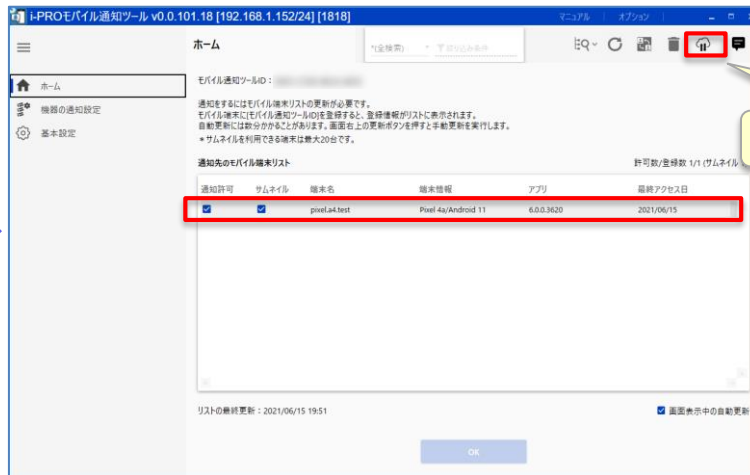 i-PROモバイル通知ツール v0.0.101.18 [192.168.1.152/24] [1818]
マニュアル オプション
ホーム
*(全検索)
絞り込み条件
ホーム
機器の通知設定
基本設定
モバイル通知ツールID：
通知をするにはモバイル端末リストの更新が必要です。
モバイル端末に[モバイル通知ツールID]を登録すると、登録情報がリストに表示されます。
自動更新には数分かかることがあります。画面右上の更新ボタンを押すと手動更新を実行します。
*サムネイルを利用できる端末は最大20台です。
通知先のモバイル端末リスト
許可数/登録数 1/1 (サムネイル
通知許可 サムネイル 端末名 端末情報 アプリ 最終アクセス日
pixel.a4.test Pixel 4a/Android 11 6.0.0.3620 2021/06/15
リストの最終更新：2021/06/15 19:51
画面表示中の自動更新
OK